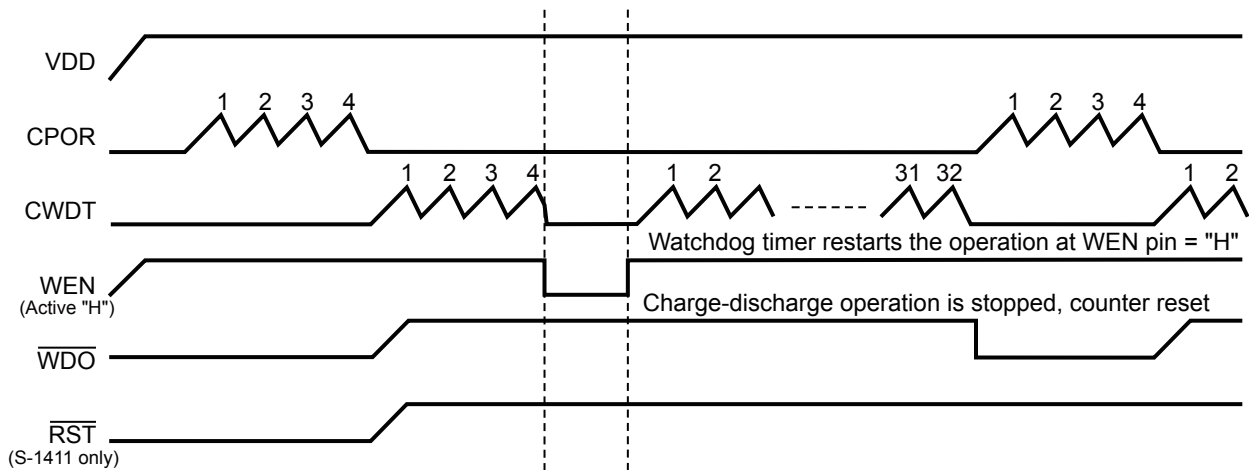 VDD
1 2 3 4
1 2 3 4
CPOR
1 2 3 4
1 2
31 32
1 2
CWDT
Watchdog timer restarts the operation at WEN pin = "H"
WEN
(Active "H")
Charge-discharge operation is stopped, counter reset
WDO
RST
(S-1411 only)